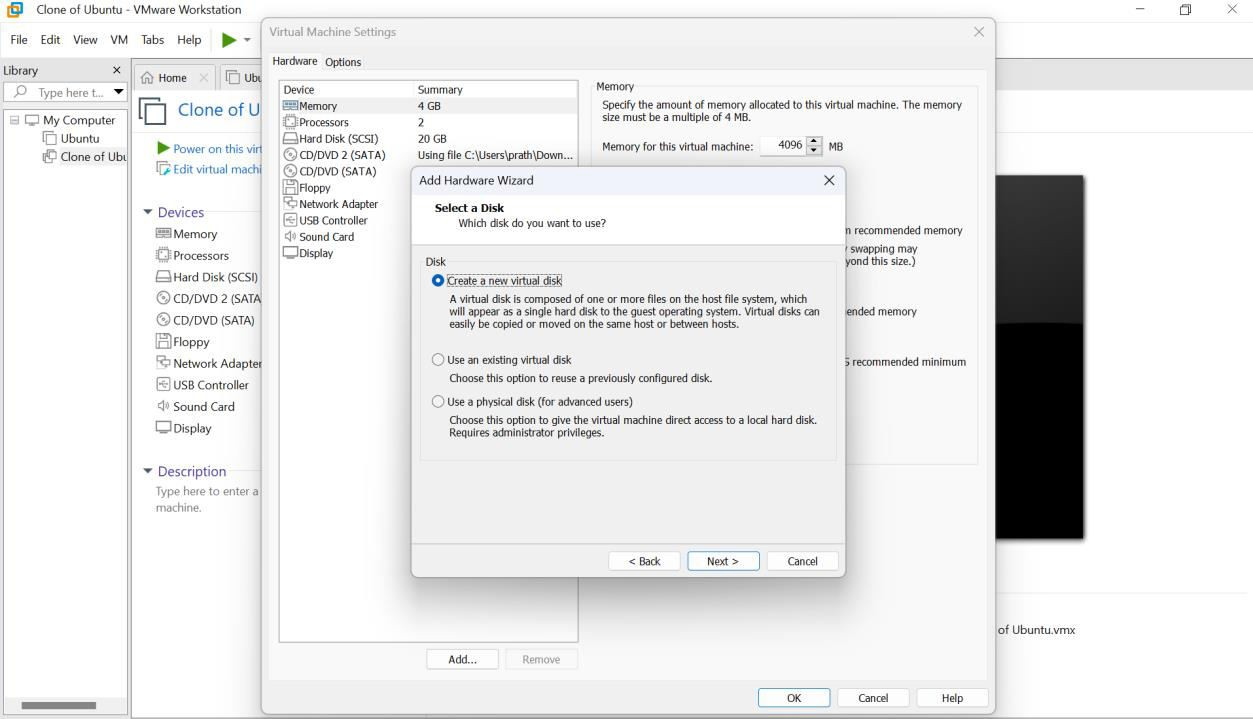 Clone of Ubuntu - VMware Workstation
File Edit View VM Tabs Help
Library
Type here t...
My Computer
Ubuntu
Clone of Ubu
Home
Ubu
Clone of U
Power on this virt
Edit virtual machi
Devices
Memory
Processors
Hard Disk (SCSI)
CD/DVD 2 (SATA
CD/DVD (SATA)
Floppy
Network Adapter
USB Controller
Sound Card
Display
Description
Type here to enter a
machine.
Virtual Machine Settings
Hardware Options
Device Summary
Memory 4 GB
Processors 2
Hard Disk (SCSI) 20 GB
CD/DVD 2 (SATA) Using file C:\Users\prath\Down...
CD/DVD (SATA)
Floppy
Network Adapter
USB Controller
Sound Card
Display
Memory
Specify the amount of memory allocated to this virtual machine. The memory
size must be a multiple of 4 MB.
Memory for this virtual machine: 4096 MB
recommended memory
swapping may
yond this size.)
ended memory
recommended minimum
Add Hardware Wizard
Select a Disk
Which disk do you want to use?
Disk
Create a new virtual disk
A virtual disk is composed of one or more files on the host file system, which
will appear as a single hard disk to the guest operating system. Virtual disks can
easily be copied or moved on the same host or between hosts.
Use an existing virtual disk
Choose this option to reuse a previously configured disk.
Use a physical disk (for advanced users)
Choose this option to give the virtual machine direct access to a local hard disk.
Requires administrator privileges.
< Back Next > Cancel
Add... Remove
OK Cancel Help
of Ubuntu.vmx